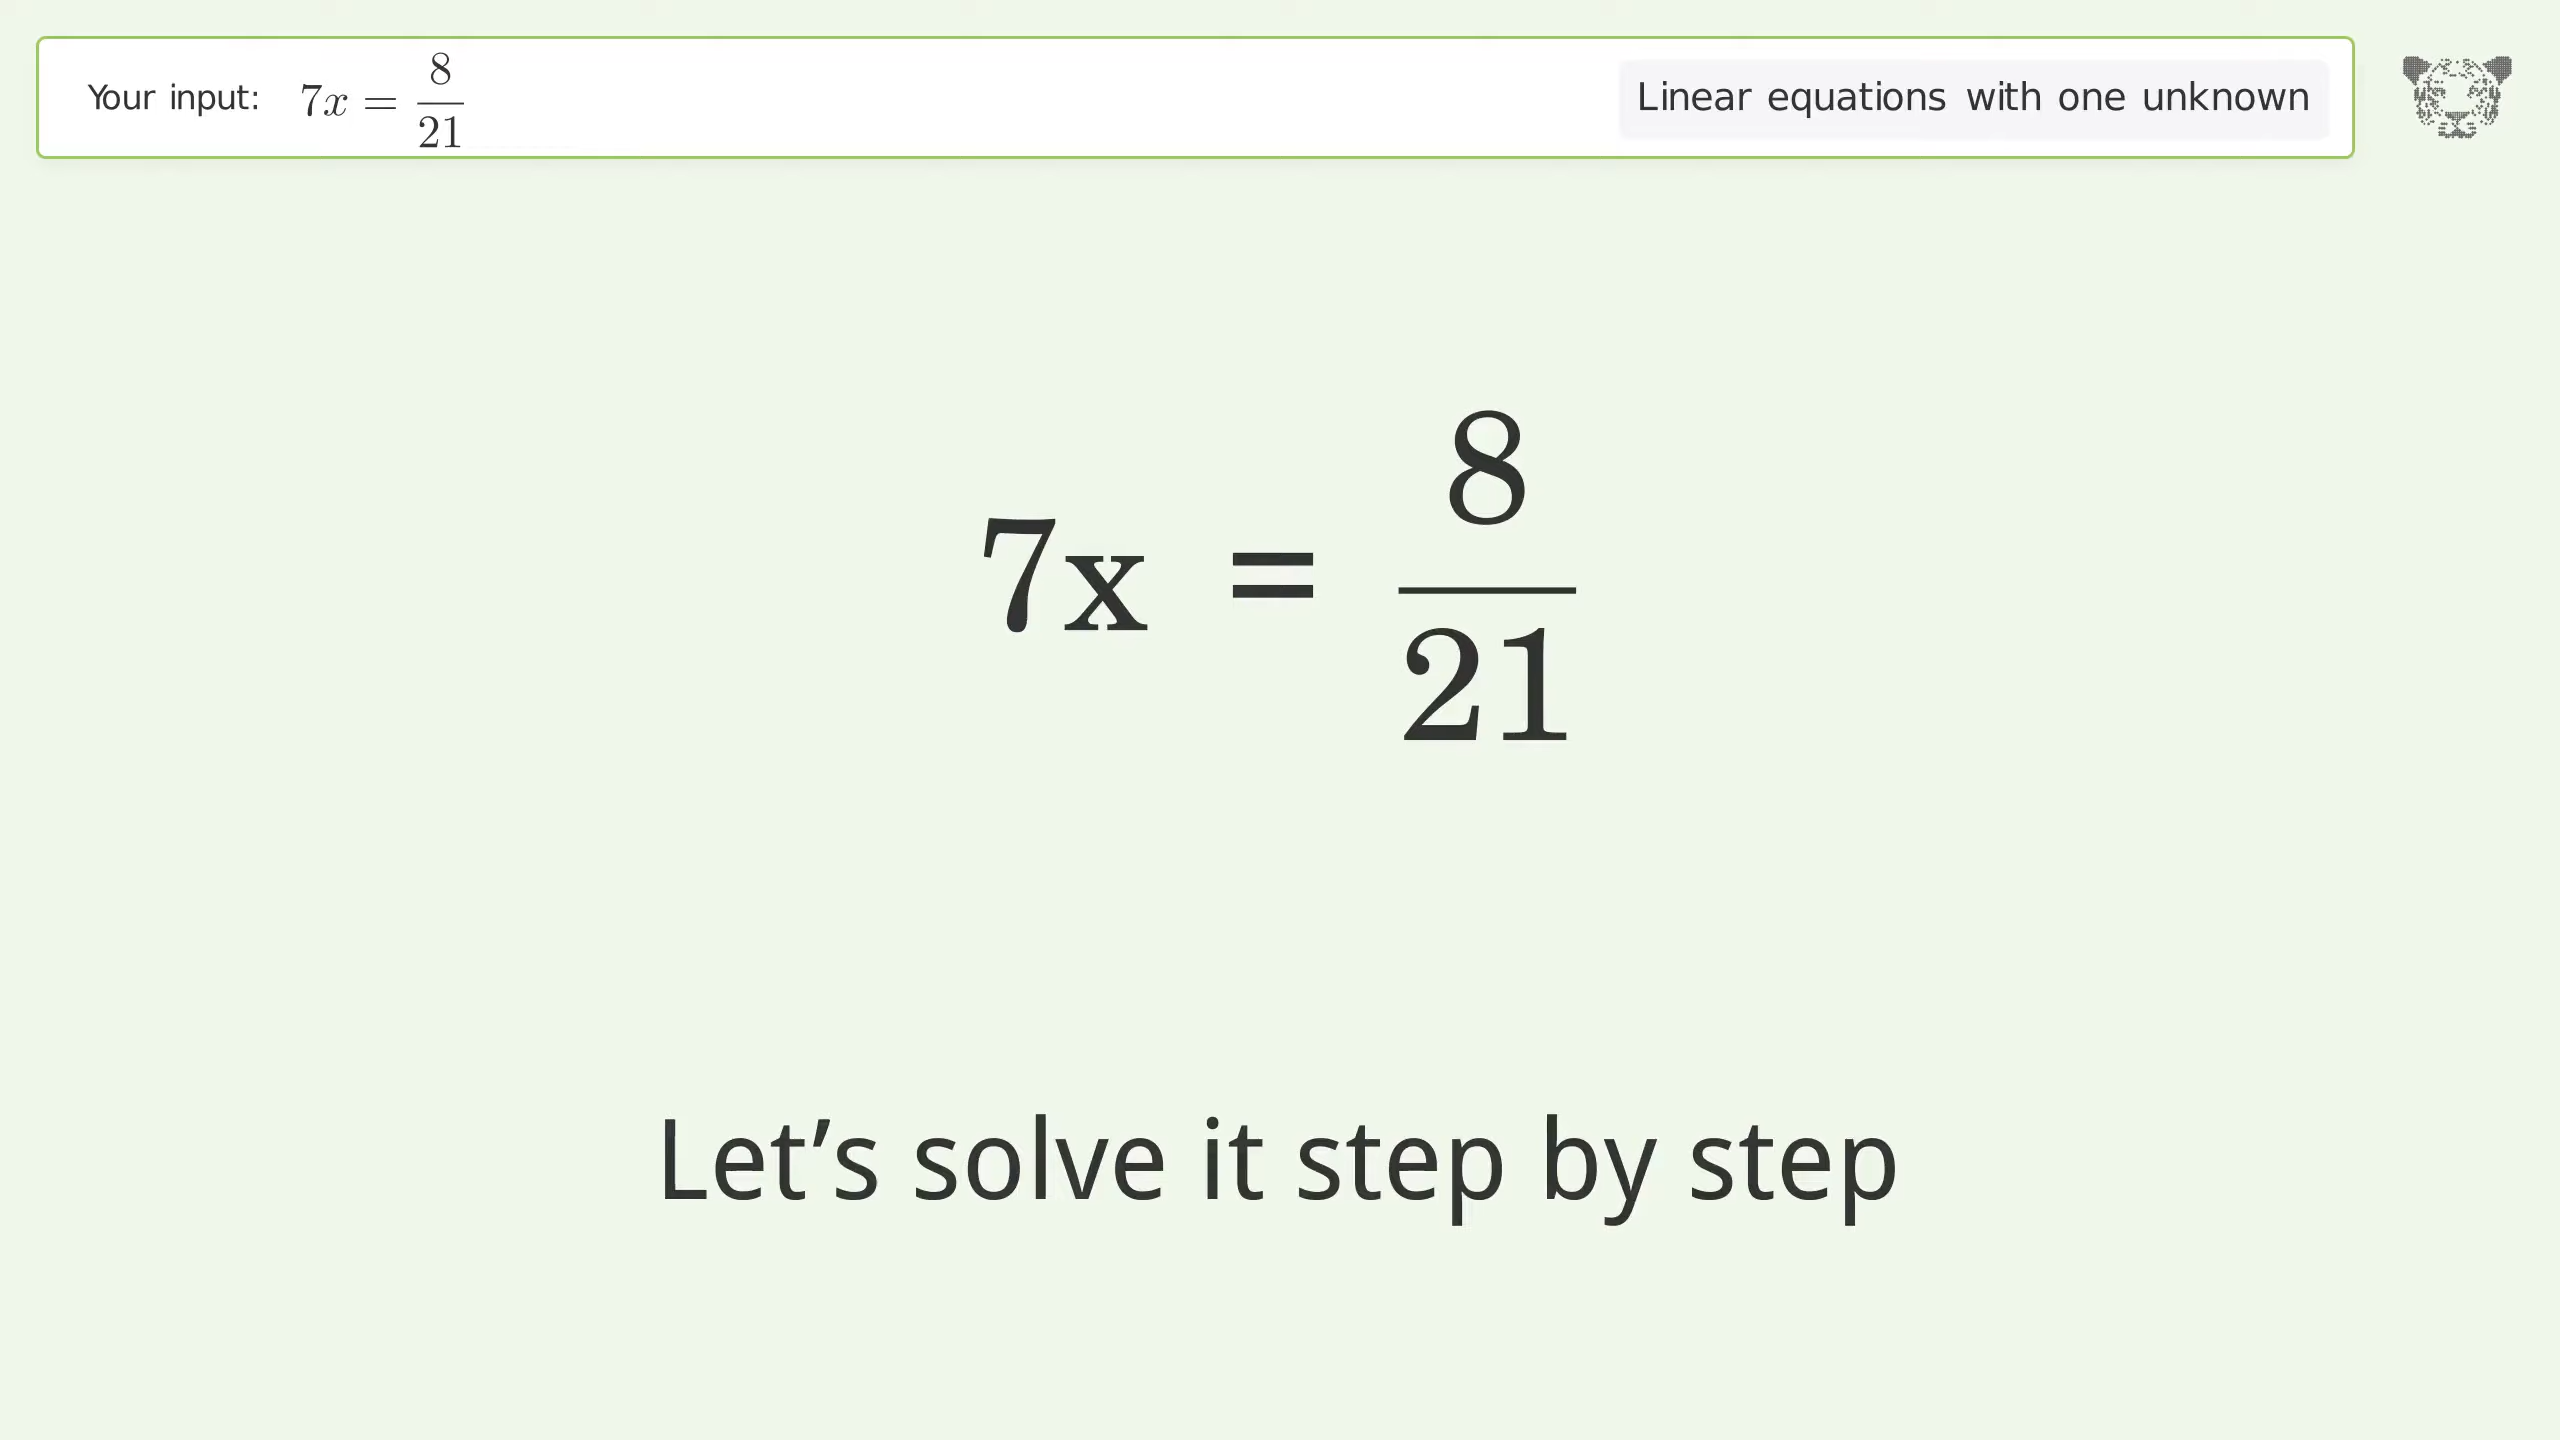 Your input: 7x = 8/21
Linear equations with one unknown
7x = 8/21
Let’s solve it step by step